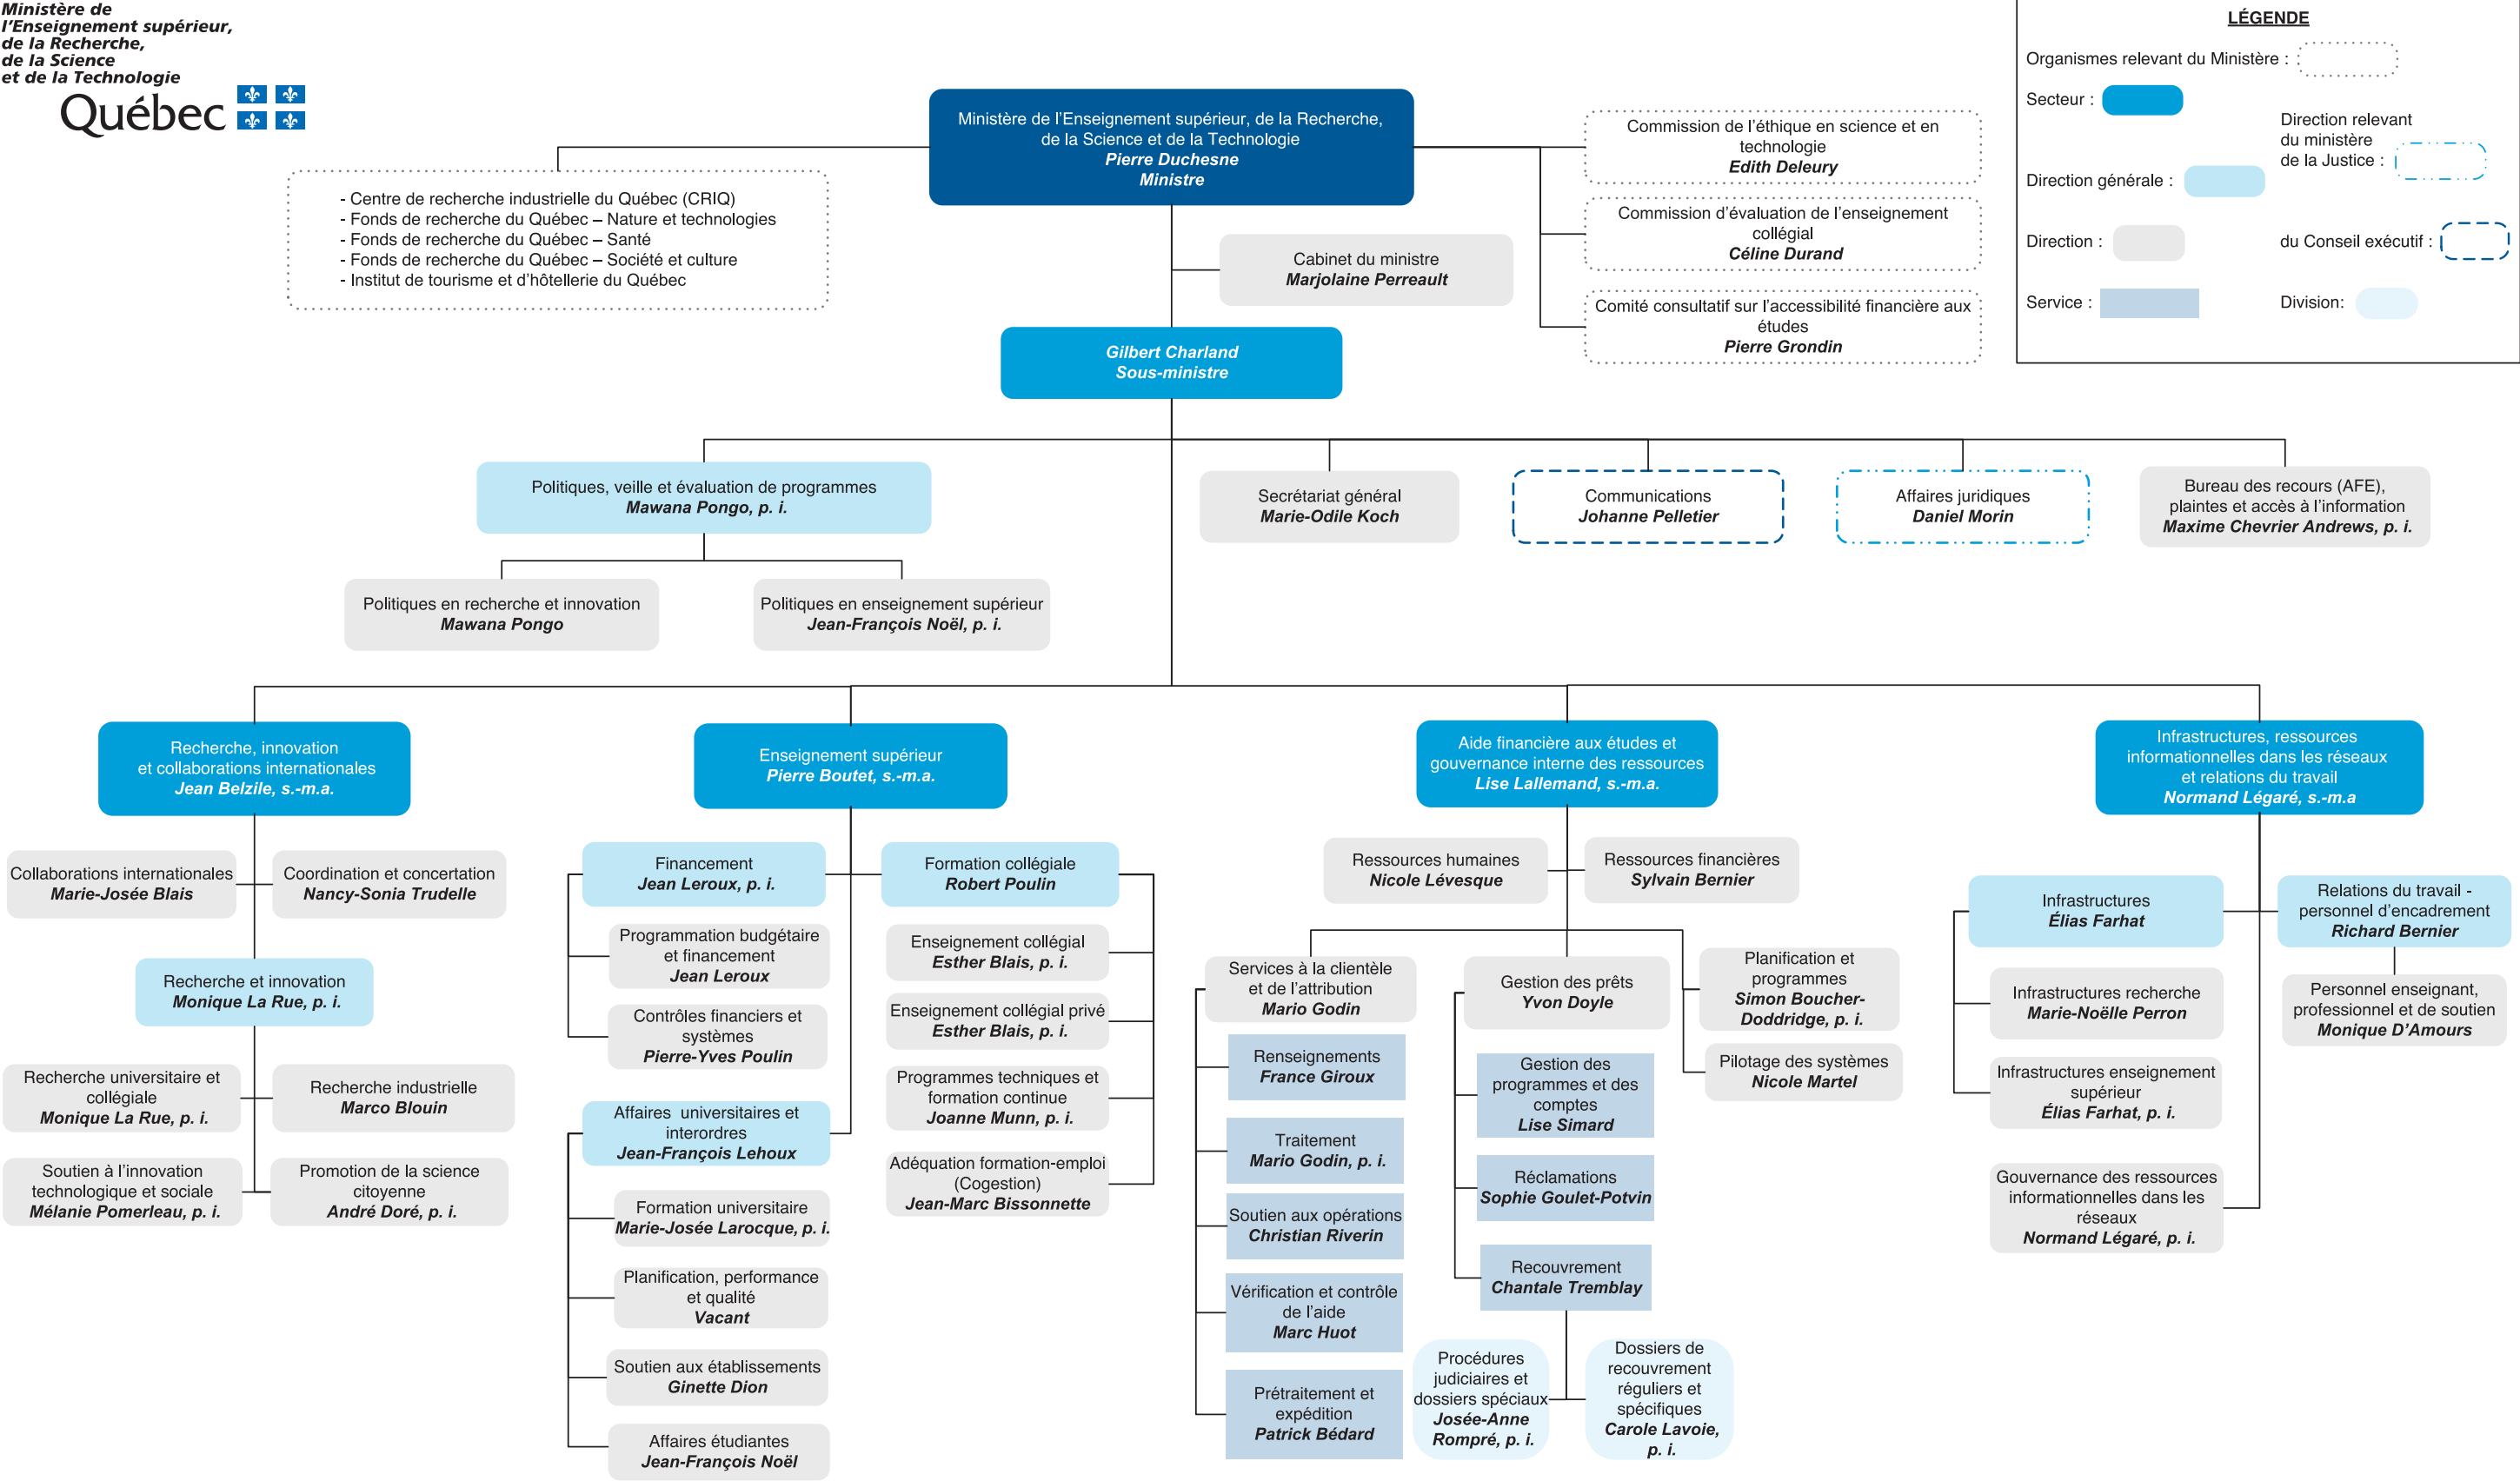 Ministère de
l'Enseignement supérieur,
de la Recherche,
de la Science
et de la Technologie
Québec
LÉGENDE
Organismes relevant du Ministère :
Secteur :
Direction relevant
du ministère
de la Justice :
Direction générale :
Direction :
du Conseil exécutif :
Service :
Division:
Ministère de l'Enseignement supérieur, de la Recherche,
de la Science et de la Technologie
Pierre Duchesne
Ministre
- Centre de recherche industrielle du Québec (CRIQ)
- Fonds de recherche du Québec – Nature et technologies
- Fonds de recherche du Québec – Santé
- Fonds de recherche du Québec – Société et culture
- Institut de tourisme et d'hôtellerie du Québec
Commission de l'éthique en science et en
technologie
Edith Deleury
Commission d'évaluation de l'enseignement
collégial
Céline Durand
Comité consultatif sur l'accessibilité financière aux
études
Pierre Grondin
Cabinet du ministre
Marjolaine Perreault
Gilbert Charland
Sous-ministre
Politiques, veille et évaluation de programmes
Mawana Pongo, p. i.
Secrétariat général
Marie-Odile Koch
Communications
Johanne Pelletier
Affaires juridiques
Daniel Morin
Bureau des recours (AFE),
plaintes et accès à l'information
Maxime Chevrier Andrews, p. i.
Politiques en recherche et innovation
Mawana Pongo
Politiques en enseignement supérieur
Jean-François Noël, p. i.
Recherche, innovation
et collaborations internationales
Jean Belzile, s.-m.a.
Collaborations internationales
Marie-Josée Blais
Coordination et concertation
Nancy-Sonia Trudelle
Recherche et innovation
Monique La Rue, p. i.
Recherche universitaire et
collégiale
Monique La Rue, p. i.
Recherche industrielle
Marco Blouin
Soutien à l'innovation
technologique et sociale
Mélanie Pomerleau, p. i.
Promotion de la science
citoyenne
André Doré, p. i.
Enseignement supérieur
Pierre Boutet, s.-m.a.
Financement
Jean Leroux, p. i.
Programmation budgétaire
et financement
Jean Leroux
Contrôles financiers et
systèmes
Pierre-Yves Poulin
Affaires universitaires et
interordres
Jean-François Lehoux
Formation universitaire
Marie-Josée Larocque, p. i.
Planification, performance
et qualité
Vacant
Soutien aux établissements
Ginette Dion
Affaires étudiantes
Jean-François Noël
Formation collégiale
Robert Poulin
Enseignement collégial
Esther Blais, p. i.
Enseignement collégial privé
Esther Blais, p. i.
Programmes techniques et
formation continue
Joanne Munn, p. i.
Adéquation formation-emploi
(Cogestion)
Jean-Marc Bissonnette
Aide financière aux études et
gouvernance interne des ressources
Lise Lallemand, s.-m.a.
Ressources humaines
Nicole Lévesque
Ressources financières
Sylvain Bernier
Services à la clientèle
et de l'attribution
Mario Godin
Renseignements
France Giroux
Traitement
Mario Godin, p. i.
Soutien aux opérations
Christian Riverin
Vérification et contrôle
de l'aide
Marc Huot
Prétraitement et
expédition
Patrick Bédard
Gestion des prêts
Yvon Doyle
Gestion des
programmes et des
comptes
Lise Simard
Réclamations
Sophie Goulet-Potvin
Recouvrement
Chantale Tremblay
Procédures
judiciaires et
dossiers spéciaux
Josée-Anne
Rompré, p. i.
Dossiers de
recouvrement
réguliers et
spécifiques
Carole Lavoie,
p. i.
Planification et
programmes
Simon Boucher-
Doddridge, p. i.
Pilotage des systèmes
Nicole Martel
Infrastructures, ressources
informationnelles dans les réseaux
et relations du travail
Normand Légaré, s.-m.a
Infrastructures
Élias Farhat
Infrastructures recherche
Marie-Noëlle Perron
Infrastructures enseignement
supérieur
Élias Farhat, p. i.
Gouvernance des ressources
informationnelles dans les
réseaux
Normand Légaré, p. i.
Relations du travail -
personnel d'encadrement
Richard Bernier
Personnel enseignant,
professionnel et de soutien
Monique D'Amours